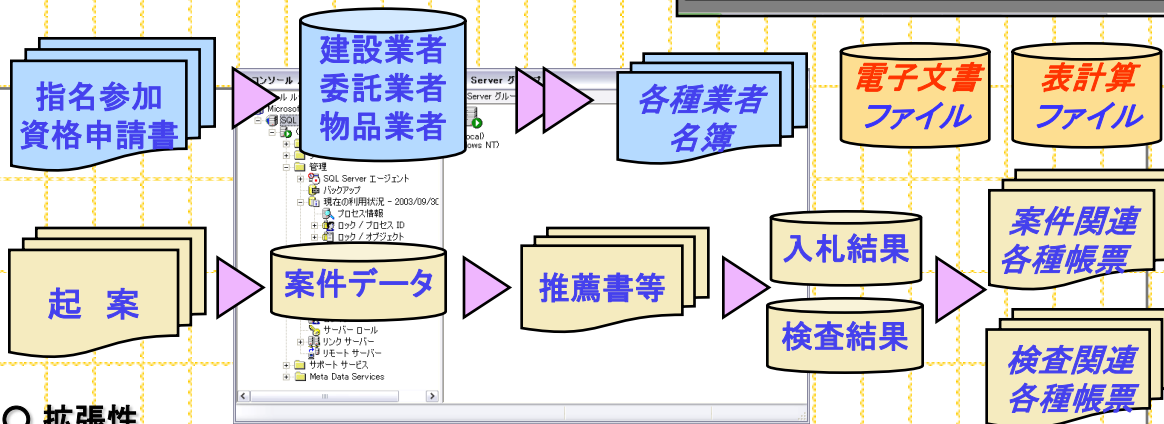 指名参加
資格申請書
建設業者
委託業者
物品業者
各種業者
名簿
電子文書
ファイル
表計算
ファイル
コンソール
Server
Microsoft
SQL
管理
SQL Server エージェント
バックアップ
現在の利用状況 - 2003/09/30
プロセス情報
ロック / プロセス ID
ロック / オブジェクト
起 案
案件データ
推薦書等
入札結果
検査結果
案件関連
各種帳票
検査関連
各種帳票
サーバー ロール
リンク サーバー
リモート サーバー
サポート サービス
Meta Data Services
○ 拡張性